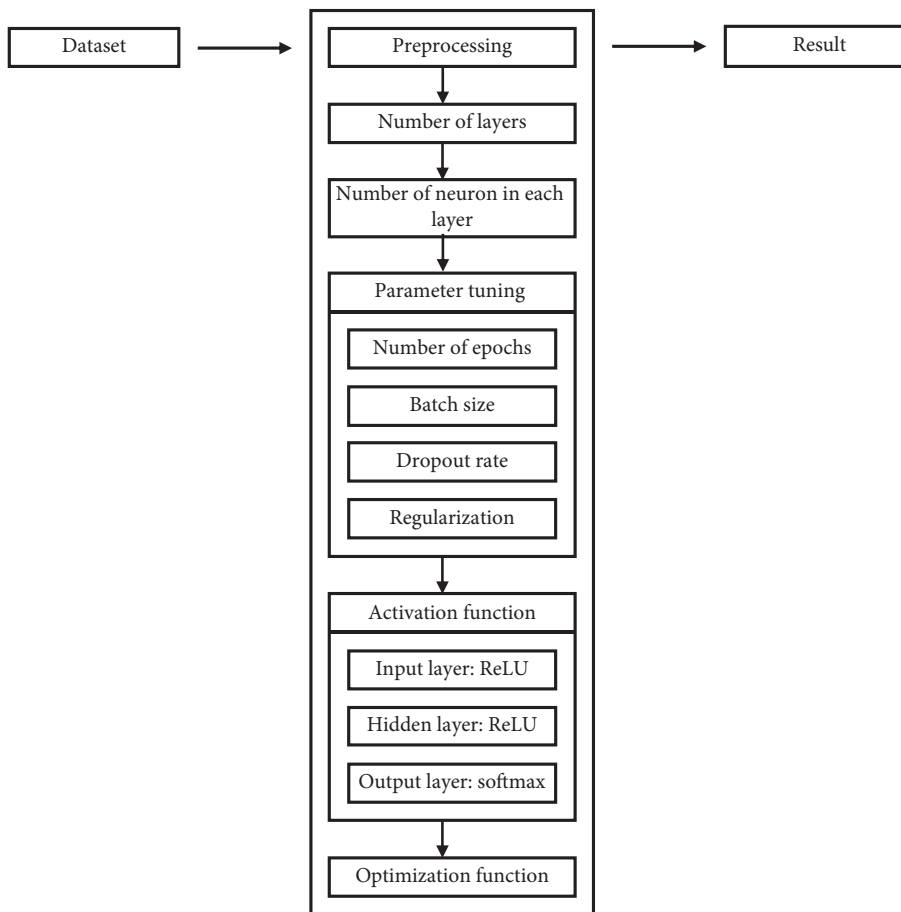 Dataset
Preprocessing
Result
Number of layers
Number of neuron in each
layer
Parameter tuning
Number of epochs
Batch size
Dropout rate
Regularization
Activation function
Input layer: ReLU
Hidden layer: ReLU
Output layer: softmax
Optimization function